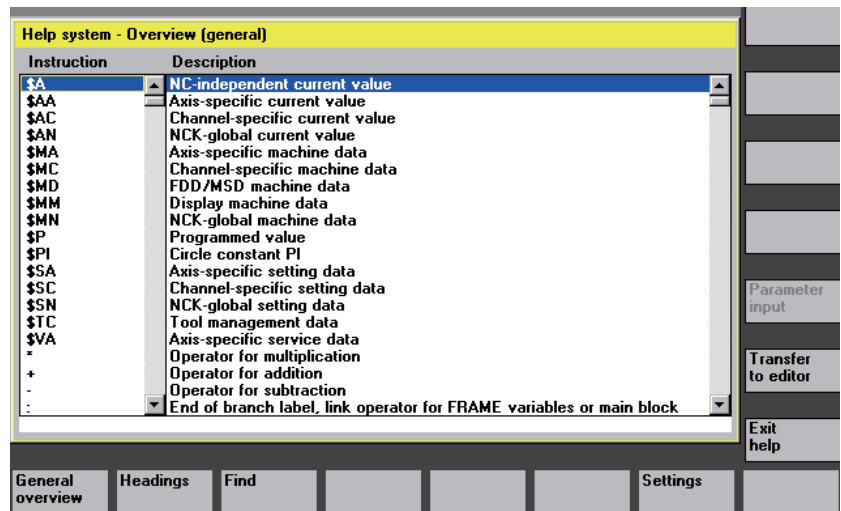 Help system - Overview (general)
Instruction Description
$A NC-independent current value
$AA Axis-specific current value
$AC Channel-specific current value
$AN NCK-global current value
$MA Axis-specific machine data
$MC Channel-specific machine data
$MD FDD/MSD machine data
$MM Display machine data
$MN NCK-global machine data
$P Programmed value
$PI Circle constant PI
$SA Axis-specific setting data
$SC Channel-specific setting data
$SN NCK-global setting data
$TC Tool management data
$VA Axis-specific service data
* Operator for multiplication
+ Operator for addition
- Operator for subtraction
: End of branch label, link operator for FRAME variables or main block
Parameter
input
Transfer
to editor
Exit
help
General
overview
Headings
Find
Settings